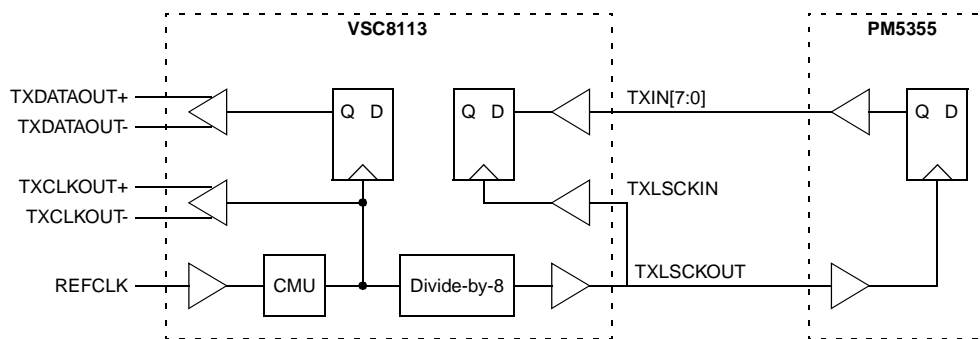 VSC8113
PM5355
TXDATAOUT+
TXDATAOUT-
Q D
Q D
TXIN[7:0]
Q D
TXCLKOUT+
TXCLKOUT-
TXLSCKIN
REFCLK
CMU
Divide-by-8
TXLSCKOUT